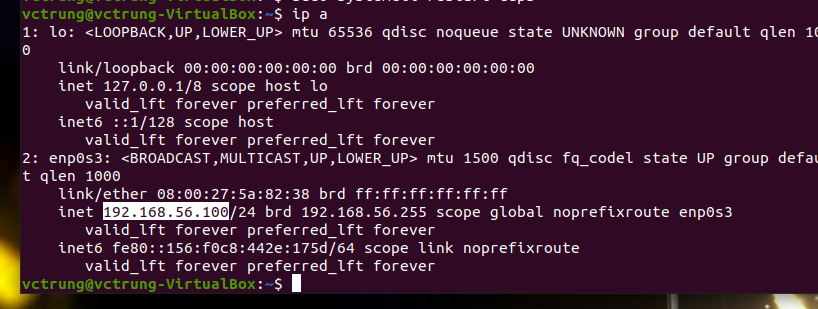 vctrung@vctrung-VirtualBox:~$ ip a
1: lo: <LOOPBACK,UP,LOWER_UP> mtu 65536 qdisc noqueue state UNKNOWN group default qlen 100
0
link/loopback 00:00:00:00:00:00 brd 00:00:00:00:00:00
inet 127.0.0.1/8 scope host lo
valid_lft forever preferred_lft forever
inet6 ::1/128 scope host
valid_lft forever preferred_lft forever
2: enp0s3: <BROADCAST,MULTICAST,UP,LOWER_UP> mtu 1500 qdisc fq_codel state UP group defau
t qlen 1000
link/ether 08:00:27:5a:82:38 brd ff:ff:ff:ff:ff:ff
inet 192.168.56.100/24 brd 192.168.56.255 scope global noprefixroute enp0s3
valid_lft forever preferred_lft forever
inet6 fe80::156:f0c8:442e:175d/64 scope link noprefixroute
valid_lft forever preferred_lft forever
vctrung@vctrung-VirtualBox:~$